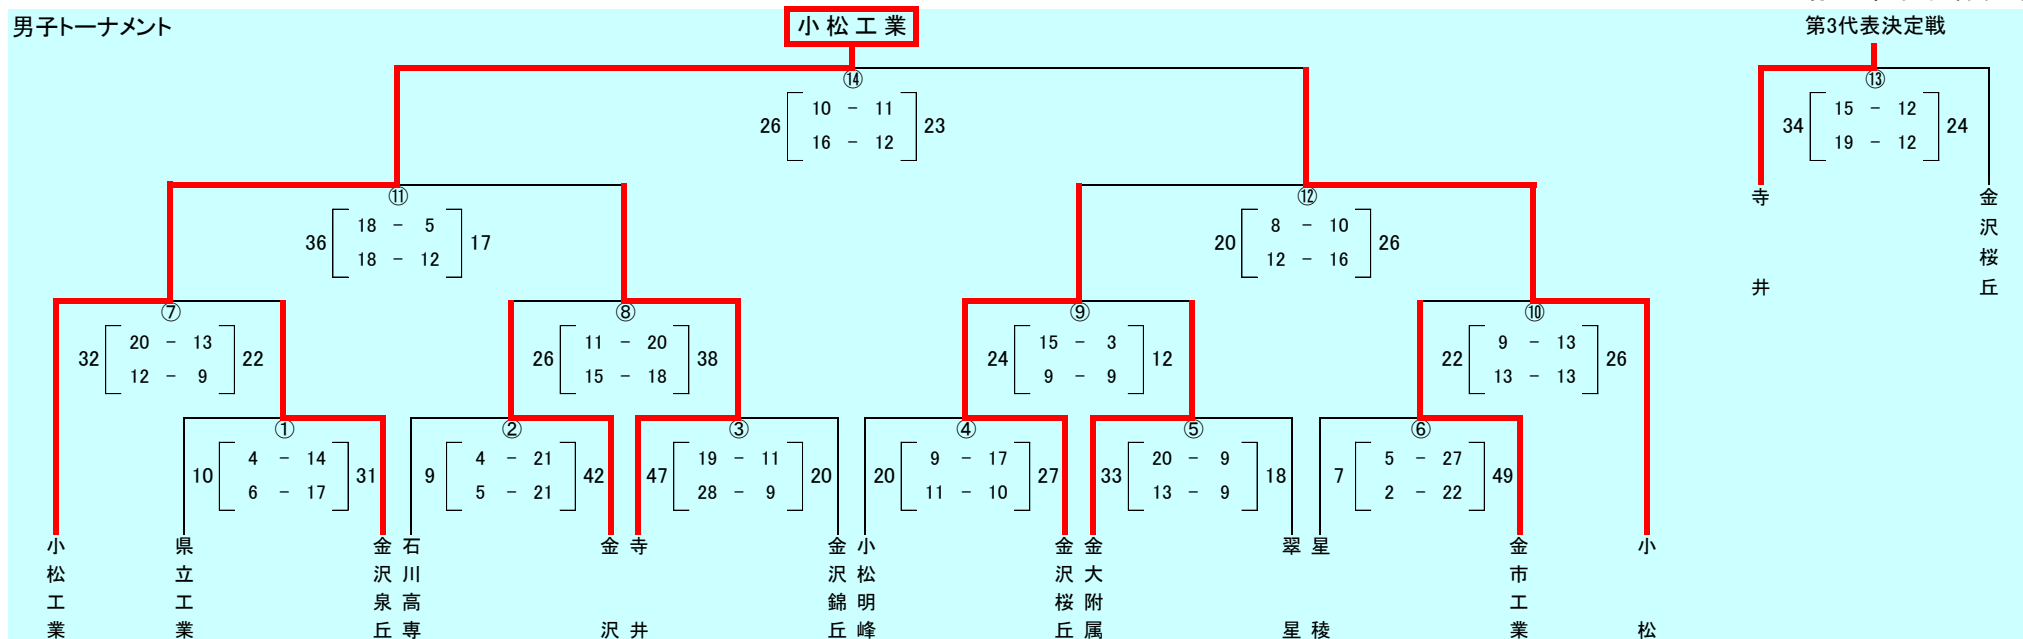 男子トーナメント
小松工業
第3代表決定戦
⑭
26 10 - 11 23
16 - 12
⑬
34 15 - 12 24
19 - 12
寺井
金沢桜丘
⑪
36 18 - 5 17
18 - 12
⑫
20 8 - 10 26
12 - 16
⑦
32 20 - 13 22
12 - 9
⑧
26 11 - 20 38
15 - 18
⑨
24 15 - 3 12
9 - 9
⑩
22 9 - 13 26
13 - 13
①
10 4 - 14 31
6 - 17
②
9 4 - 21 42
5 - 21
③
47 19 - 11 20
28 - 9
④
20 9 - 17 27
11 - 10
⑤
33 20 - 9 18
13 - 9
⑥
7 5 - 27 49
2 - 22
小松工業
県立工業
金沢泉丘
石川高専
金沢
寺井
金沢錦丘
小松明峰
金沢桜丘
金大附属
翠星
星稜
金市工業
小松